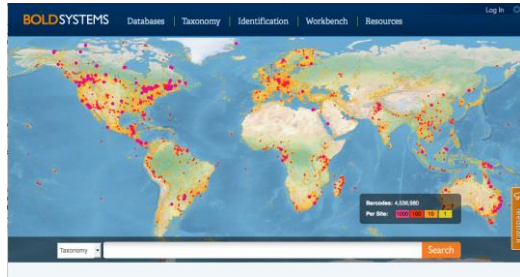 Log In
BOLDSYSTEMS Databases Taxonomy Identification Workbench Resources
Barcodes: 4,536,980
Per Site: 1000 100 10 1
Taxonomy Search